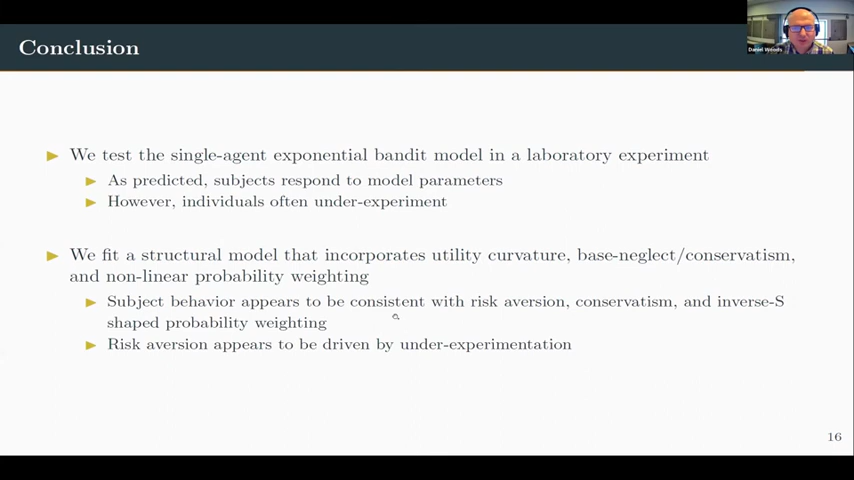 Conclusion
Daniel Woods
We test the single-agent exponential bandit model in a laboratory experiment
As predicted, subjects respond to model parameters
However, individuals often under-experiment
We fit a structural model that incorporates utility curvature, base-neglect/conservatism,
and non-linear probability weighting
Subject behavior appears to be consistent with risk aversion, conservatism, and inverse-S
shaped probability weighting
Risk aversion appears to be driven by under-experimentation
16